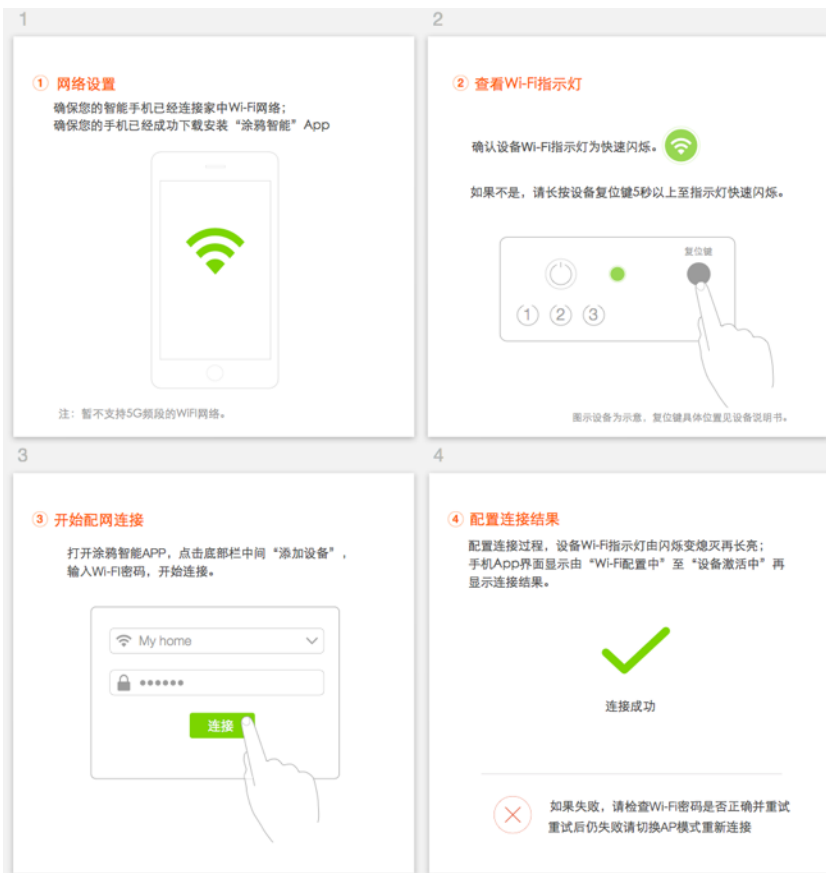 1
① 网络设置
确保您的智能手机已经连接家中Wi-Fi网络；
确保您的手机已经成功下载安装“涂鸦智能”App
注：暂不支持5G频段的WiFi网络。
2
② 查看Wi-Fi指示灯
确认设备Wi-Fi指示灯为快速闪烁。
如果不是，请长按设备复位键5秒以上至指示灯快速闪烁。
复位键
① ② ③
图示设备为示意，复位键具体位置见设备说明书。
3
③ 开始配网连接
打开涂鸦智能APP，点击底部栏中间“添加设备”，
输入Wi-Fi密码，开始连接。
My home
连接
4
④ 配置连接结果
配置连接过程，设备Wi-Fi指示灯由闪烁变熄灭再长亮；
手机App界面显示由“Wi-Fi配置中”至“设备激活中”再
显示连接结果。
连接成功
如果失败，请检查Wi-Fi密码是否正确并重试
重试后仍失败请切换AP模式重新连接